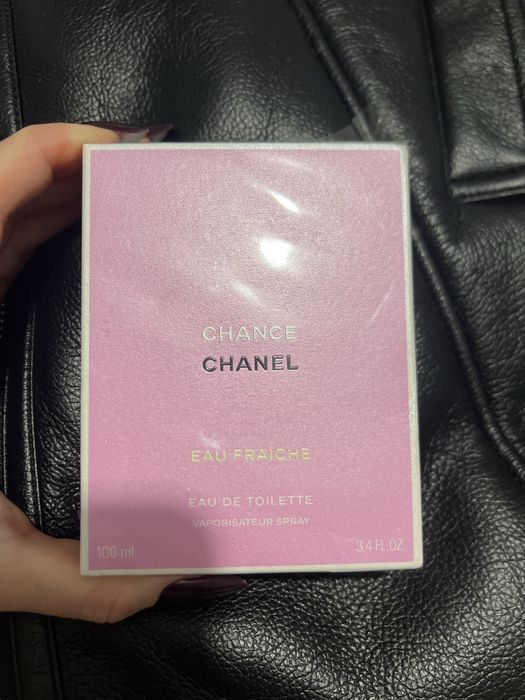 CHANCE
CHANEL
EAU FRAÎCHE
EAU DE TOILETTE
VAPORISATEUR SPRAY
100 ml
3.4 FL.OZ.